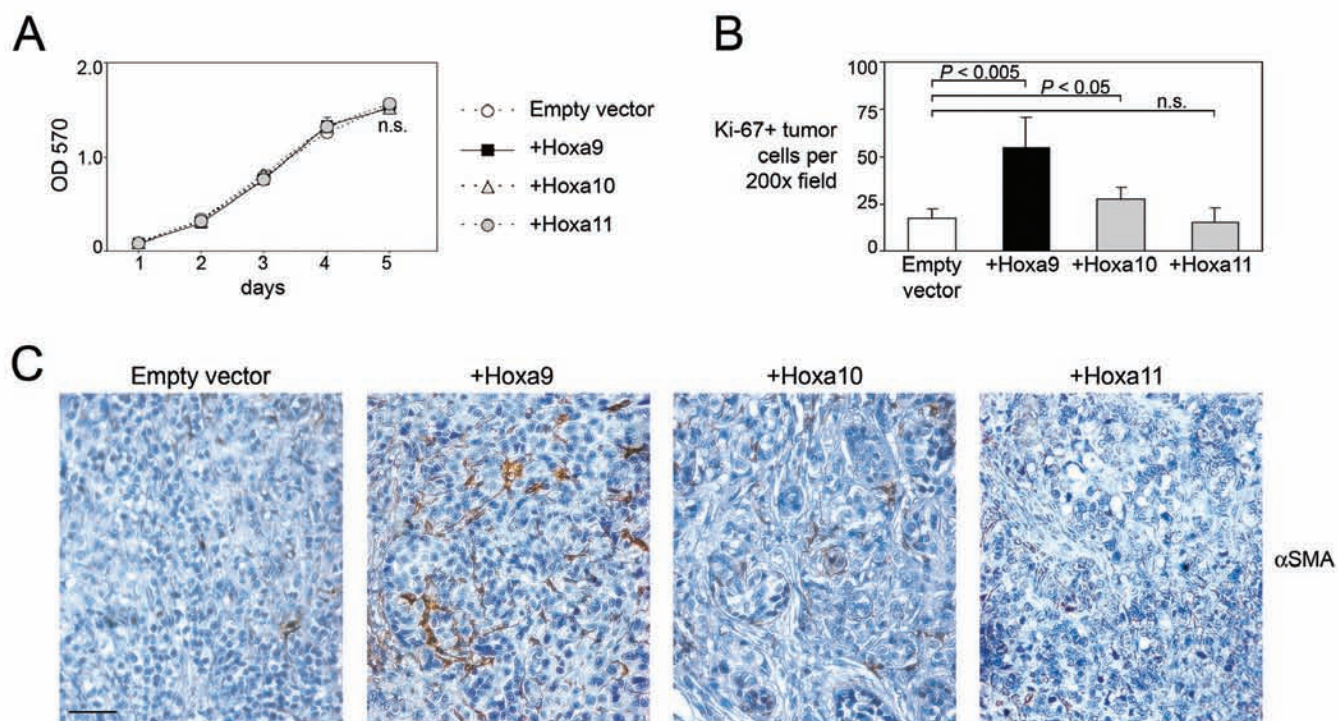 A
2.0
1.0
0
OD 570
1 2 3 4 5
days
n.s.
Empty vector
+Hoxa9
+Hoxa10
+Hoxa11
B
100
75
50
25
0
Ki-67+ tumor
cells per
200x field
P < 0.005
P < 0.05
n.s.
Empty
vector
+Hoxa9
+Hoxa10
+Hoxa11
C
Empty vector
+Hoxa9
+Hoxa10
+Hoxa11
αSMA